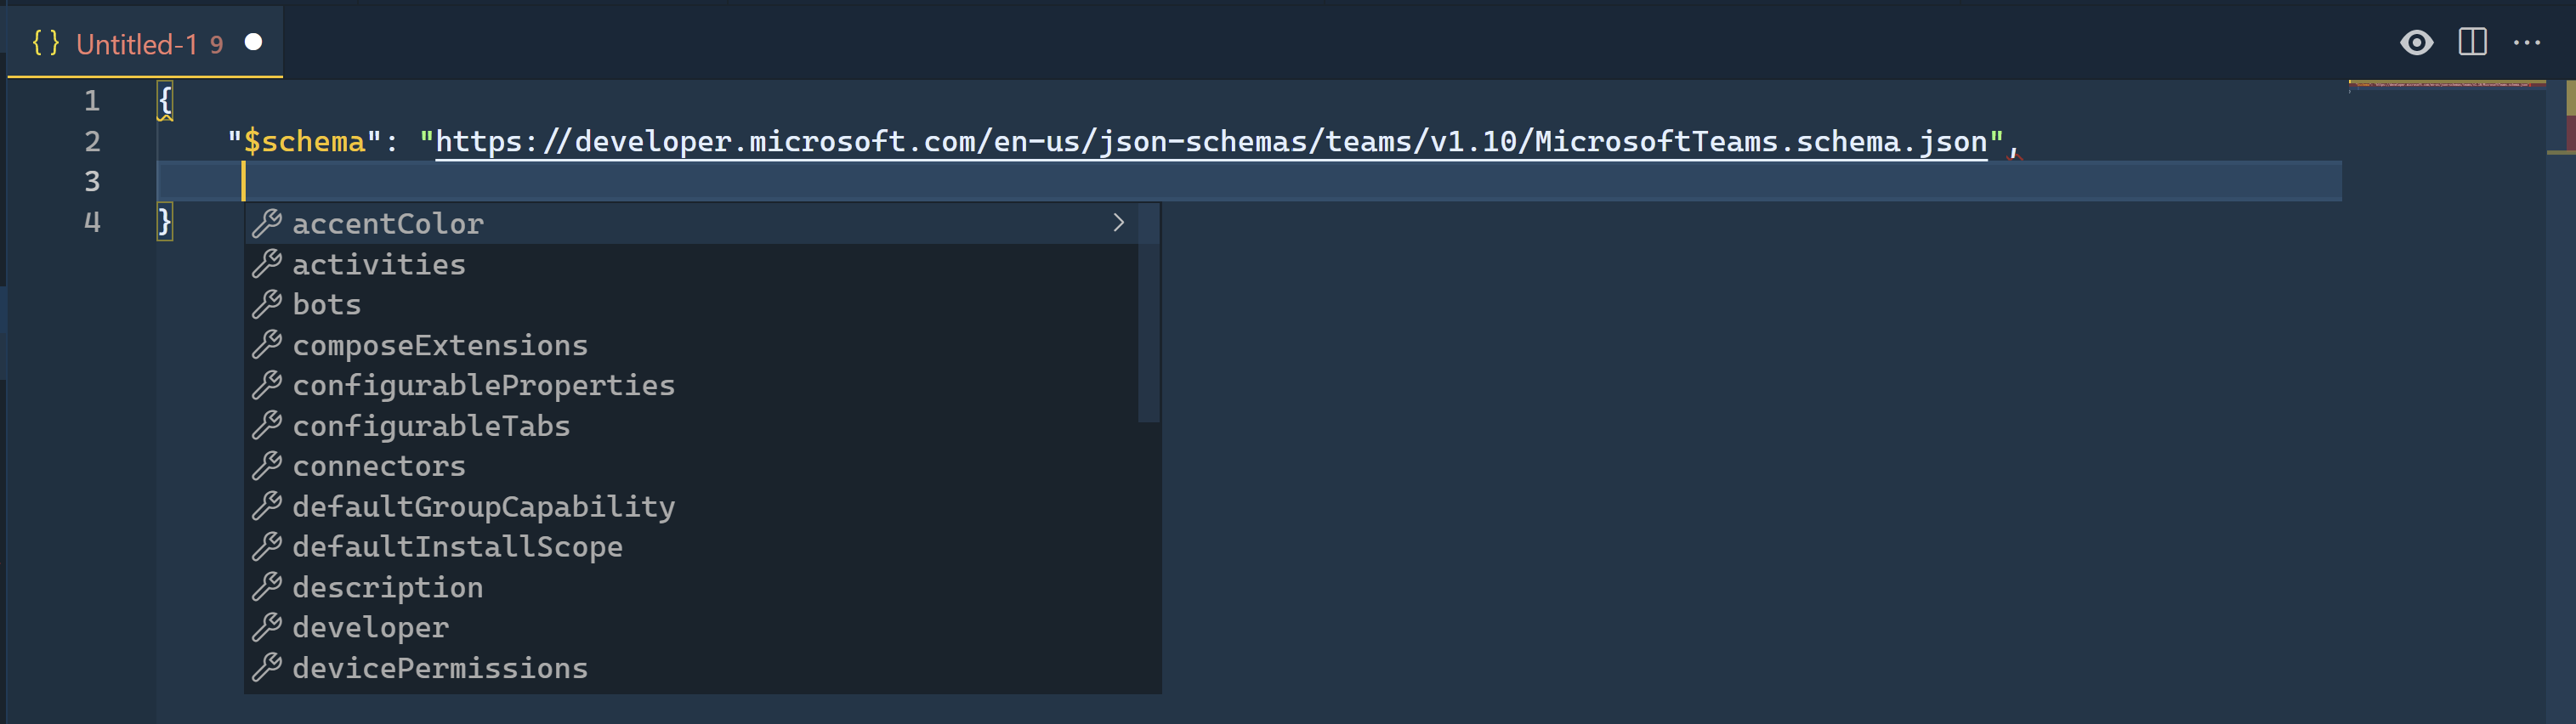 { } Untitled-1 9
1 {
2 "$schema": "https://developer.microsoft.com/en-us/json-schemas/teams/v1.10/MicrosoftTeams.schema.json",
3
4 }
accentColor
activities
bots
composeExtensions
configurableProperties
configurableTabs
connectors
defaultGroupCapability
defaultInstallScope
description
developer
devicePermissions